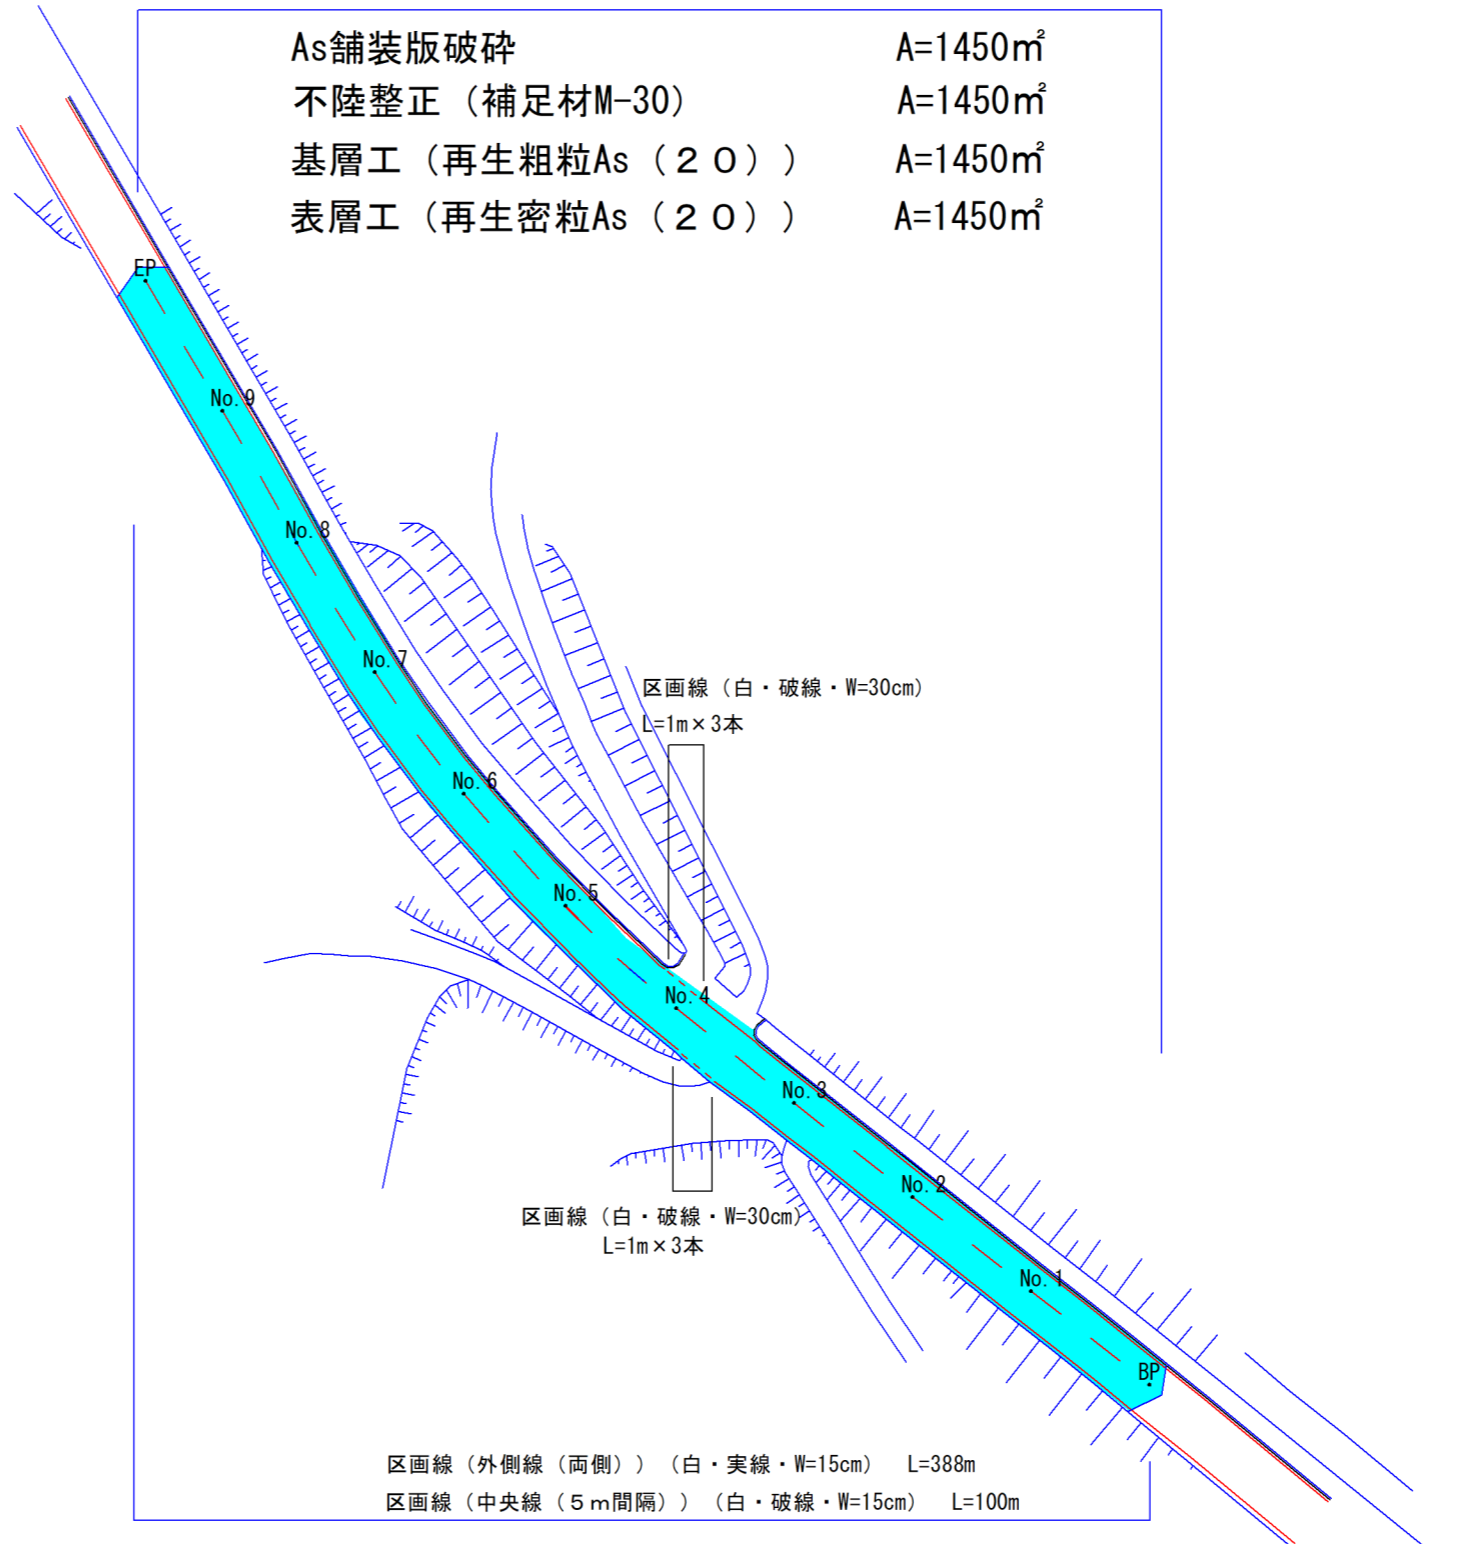 As舗装版破砕 A=1450㎡
不陸整正（補足材M-30） A=1450㎡
基層工（再生粗粒As（２０）） A=1450㎡
表層工（再生密粒As（２０）） A=1450㎡
EP
No.9
No.8
No.7
区画線（白・破線・W=30cm）
L=1m×3本
No.6
No.5
No.4
No.3
No.2
区画線（白・破線・W=30cm）
L=1m×3本
No.1
BP
区画線（外側線（両側））（白・実線・W=15cm） L=388m
区画線（中央線（５ｍ間隔））（白・破線・W=15cm） L=100m